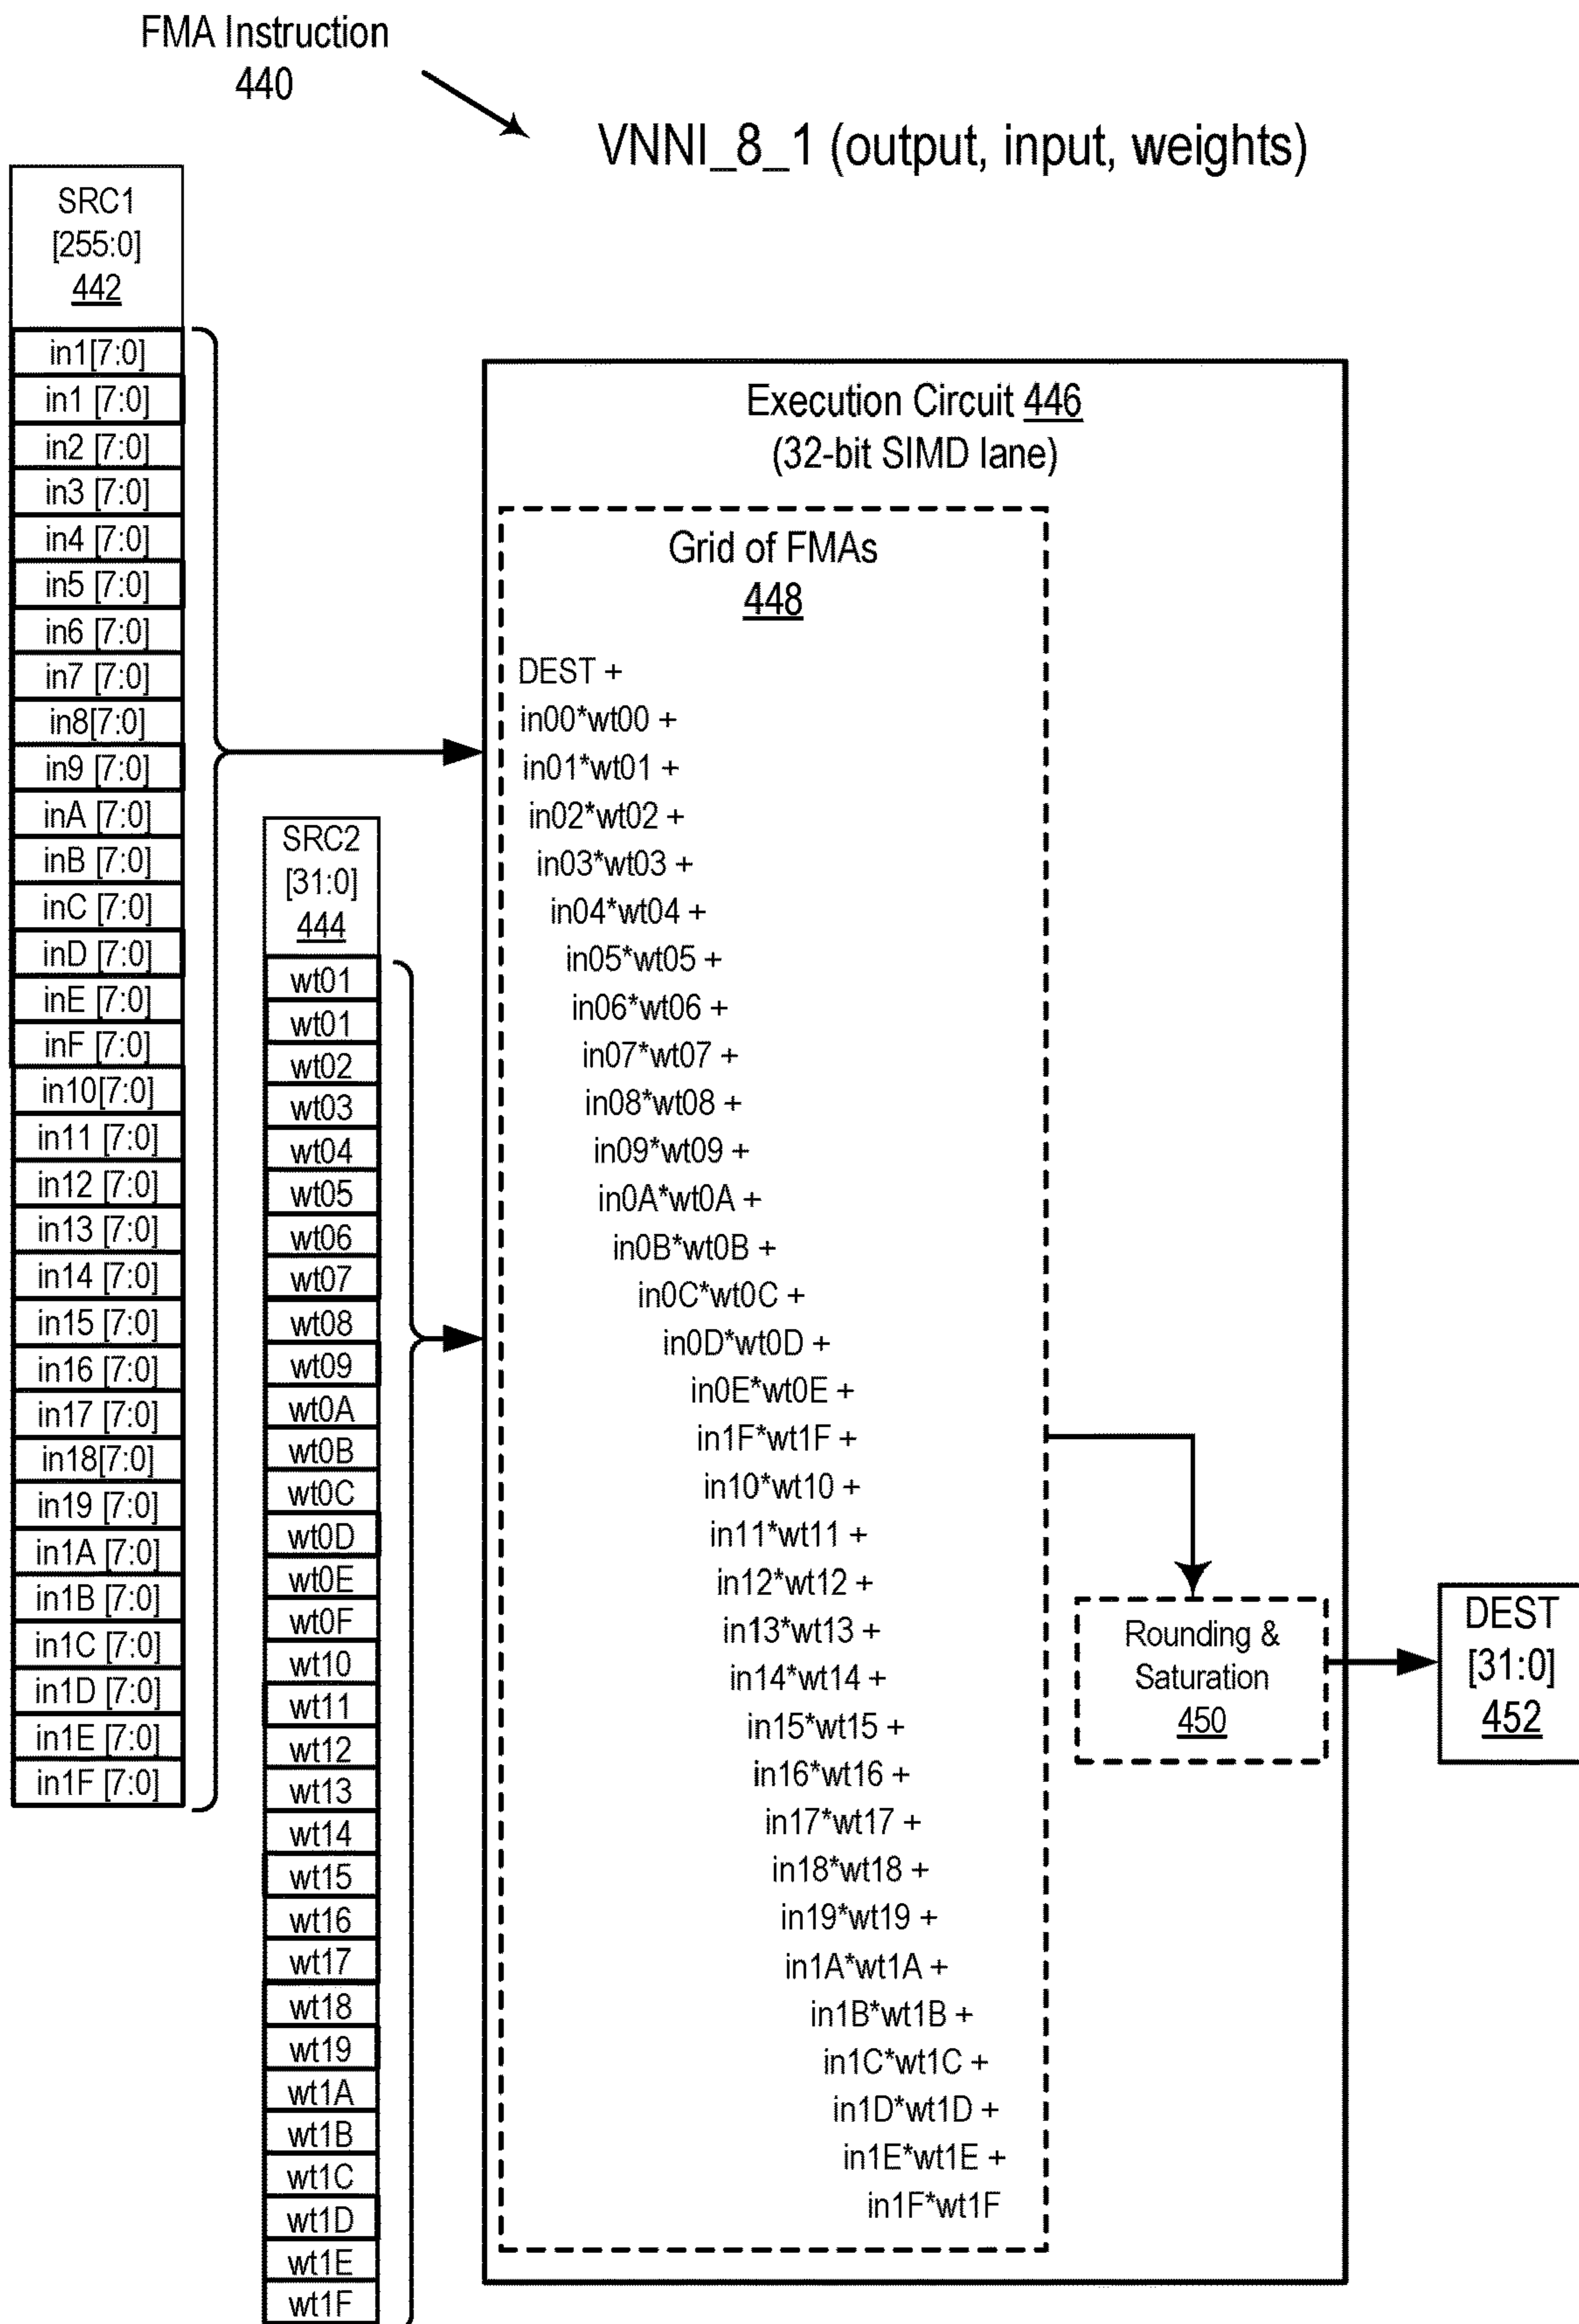 FMA Instruction
440
VNNI_8_1 (output, input, weights)
SRC1
[255:0]
442
in1[7:0]
in1 [7:0]
in2 [7:0]
in3 [7:0]
in4 [7:0]
in5 [7:0]
in6 [7:0]
in7 [7:0]
in8[7:0]
in9 [7:0]
inA [7:0]
inB [7:0]
inC [7:0]
inD [7:0]
inE [7:0]
inF [7:0]
in10[7:0]
in11 [7:0]
in12 [7:0]
in13 [7:0]
in14 [7:0]
in15 [7:0]
in16 [7:0]
in17 [7:0]
in18[7:0]
in19 [7:0]
in1A [7:0]
in1B [7:0]
in1C [7:0]
in1D [7:0]
in1E [7:0]
in1F [7:0]
SRC2
[31:0]
444
wt01
wt01
wt02
wt03
wt04
wt05
wt06
wt07
wt08
wt09
wt0A
wt0B
wt0C
wt0D
wt0E
wt0F
wt10
wt11
wt12
wt13
wt14
wt15
wt16
wt17
wt18
wt19
wt1A
wt1B
wt1C
wt1D
wt1E
wt1F
Execution Circuit 446
(32-bit SIMD lane)
Grid of FMAs
448
DEST +
in00*wt00 +
in01*wt01 +
in02*wt02 +
in03*wt03 +
in04*wt04 +
in05*wt05 +
in06*wt06 +
in07*wt07 +
in08*wt08 +
in09*wt09 +
in0A*wt0A +
in0B*wt0B +
in0C*wt0C +
in0D*wt0D +
in0E*wt0E +
in1F*wt1F +
in10*wt10 +
in11*wt11 +
in12*wt12 +
in13*wt13 +
in14*wt14 +
in15*wt15 +
in16*wt16 +
in17*wt17 +
in18*wt18 +
in19*wt19 +
in1A*wt1A +
in1B*wt1B +
in1C*wt1C +
in1D*wt1D +
in1E*wt1E +
in1F*wt1F
Rounding &
Saturation
450
DEST
[31:0]
452